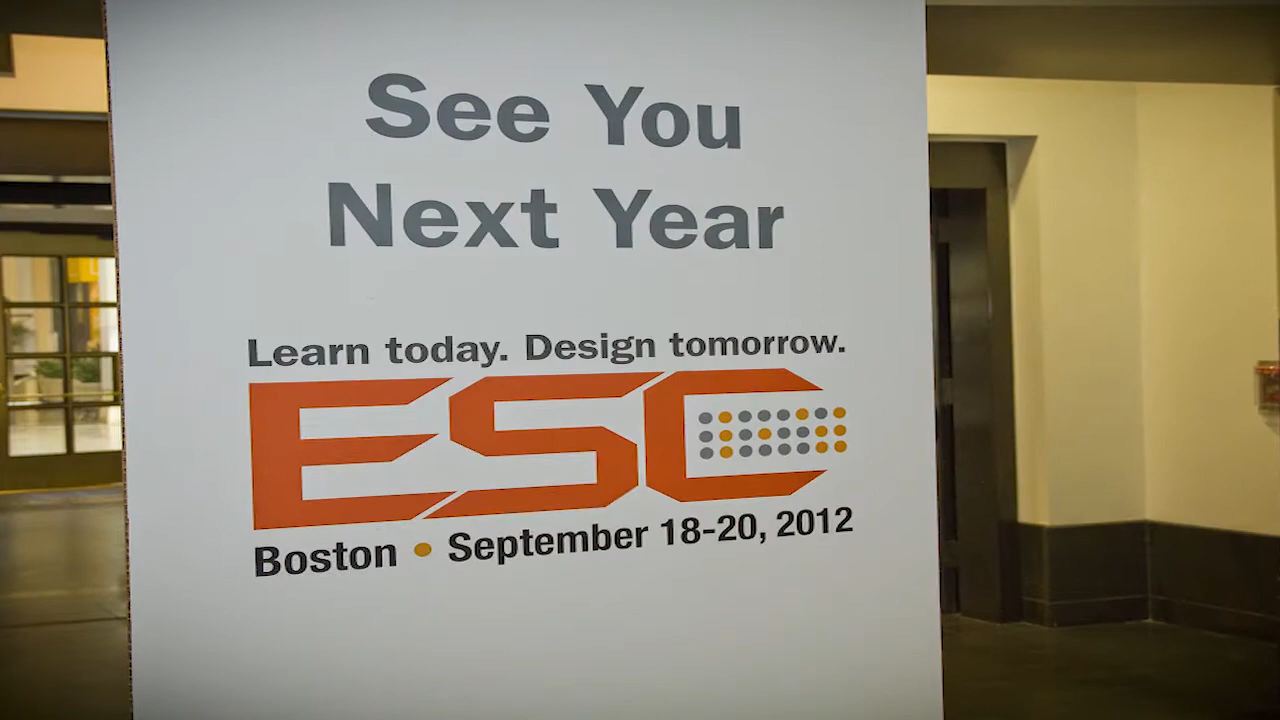 See You
Next Year
Learn today. Design tomorrow.
ESC
Boston • September 18-20, 2012